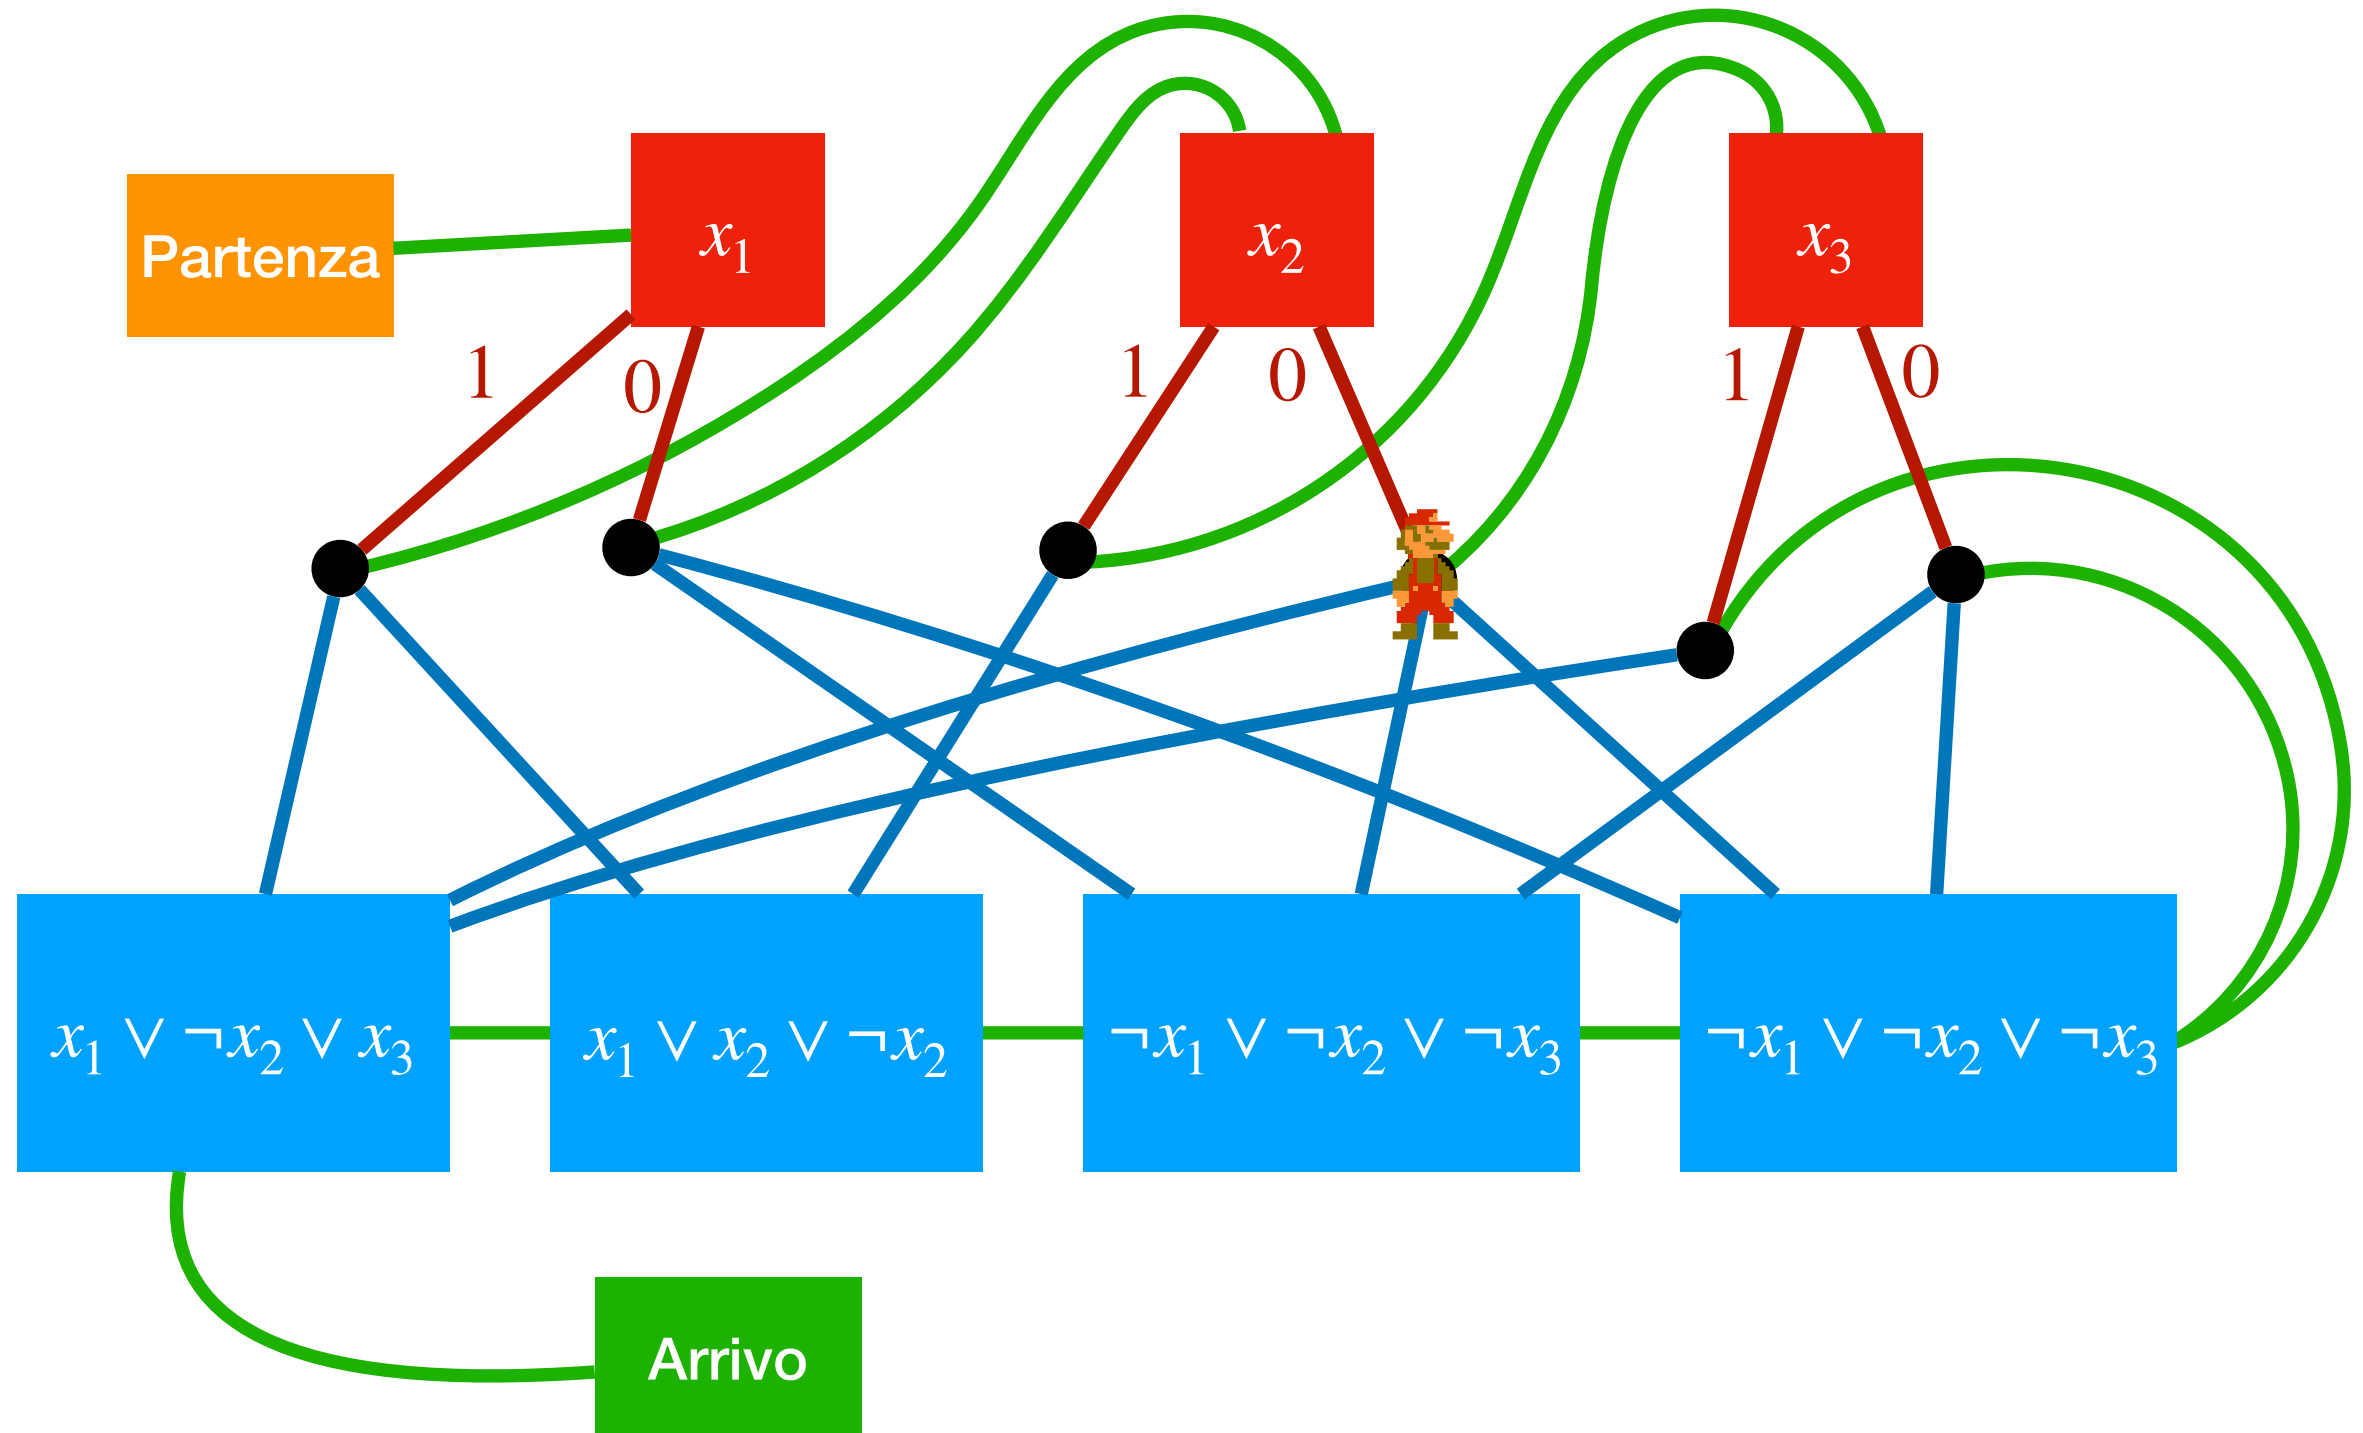 Partenza
x₁
x₂
x₃
1
0
1
0
1
0
x₁ ∨ ¬x₂ ∨ x₃
x₁ ∨ x₂ ∨ ¬x₂
¬x₁ ∨ ¬x₂ ∨ ¬x₃
¬x₁ ∨ ¬x₂ ∨ ¬x₃
Arrivo